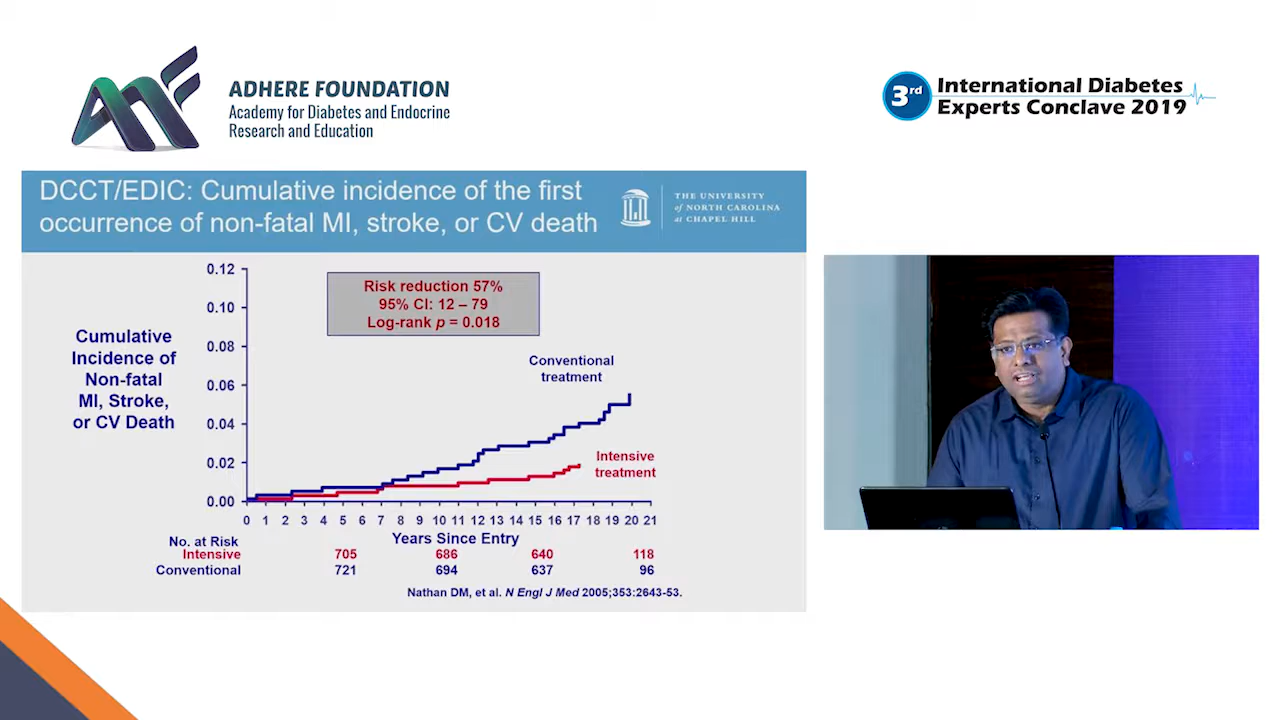 ADHERE FOUNDATION
Academy for Diabetes and Endocrine
Research and Education
3rd
International Diabetes
Experts Conclave 2019
DCCT/EDIC: Cumulative incidence of the first
occurrence of non-fatal MI, stroke, or CV death
THE UNIVERSITY
of NORTH CAROLINA
at CHAPEL HILL
Cumulative
Incidence of
Non-fatal
MI, Stroke,
or CV Death
0.12
0.10
0.08
0.06
0.04
0.02
0.00
Risk reduction 57%
95% CI: 12 – 79
Log-rank p = 0.018
Conventional
treatment
Intensive
treatment
0 1 2 3 4 5 6 7 8 9 10 11 12 13 14 15 16 17 18 19 20 21
Years Since Entry
No. at Risk
Intensive 705 686 640 118
Conventional 721 694 637 96
Nathan DM, et al. N Engl J Med 2005;353:2643-53.